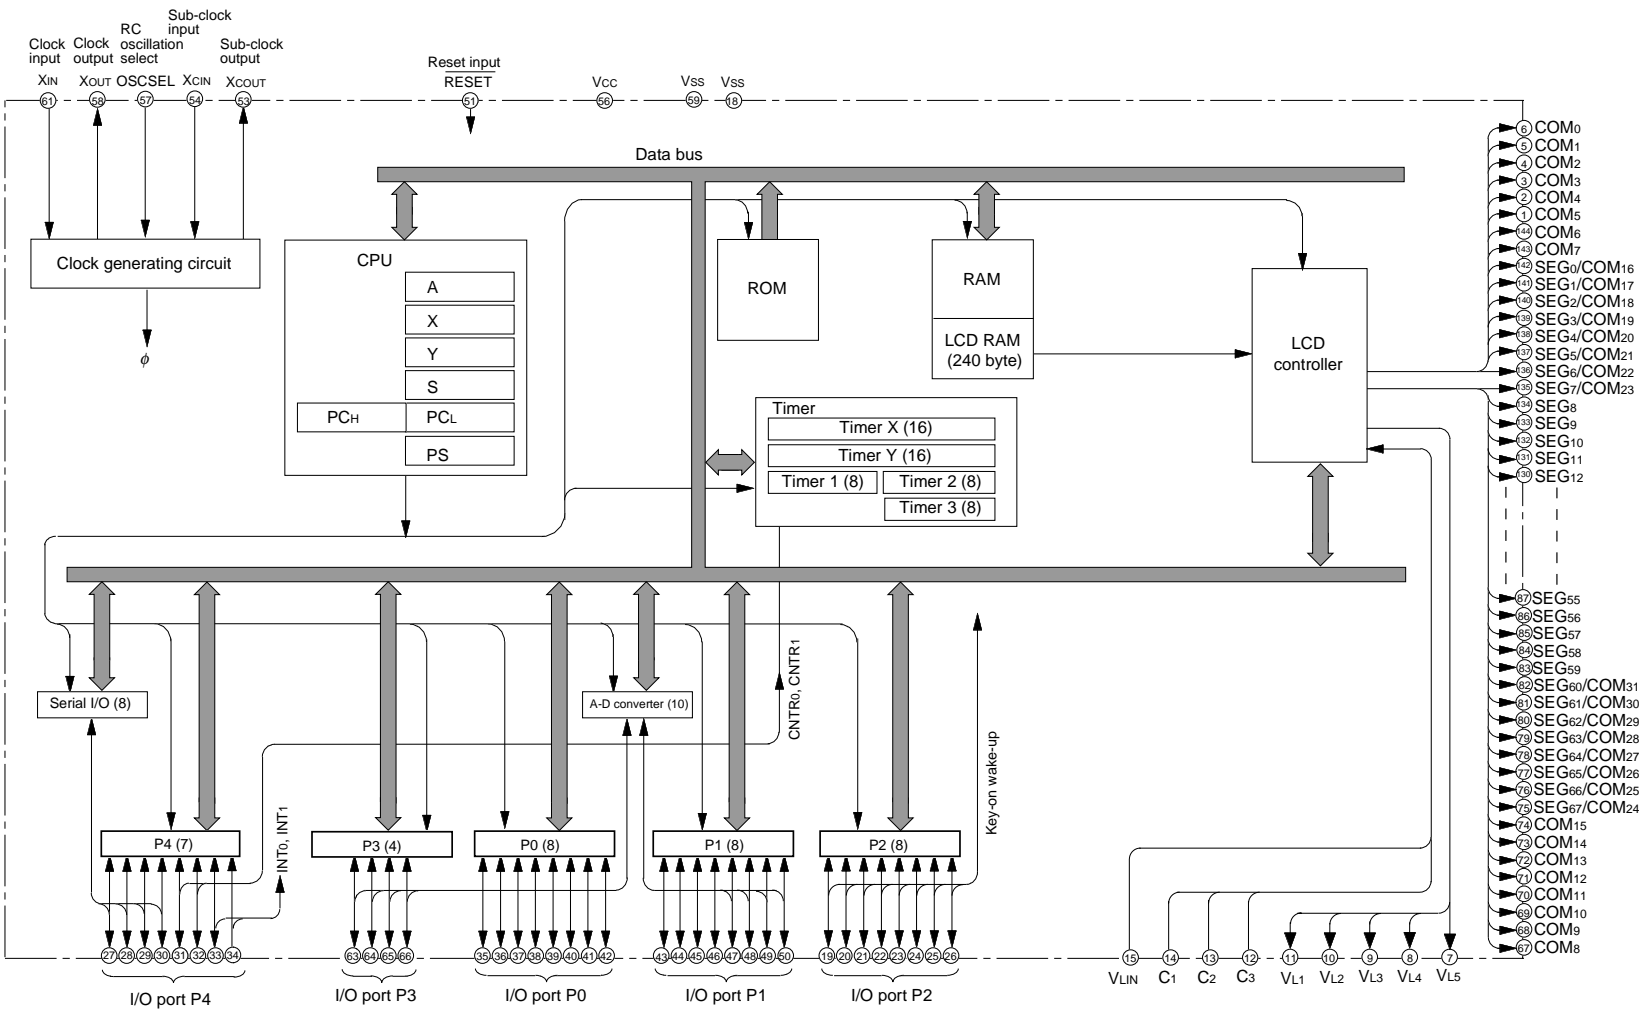 Clock input
Clock output
RC oscillation select
Sub-clock input
Sub-clock output
Reset input
XIN
XOUT
OSCSEL
XCIN
XCOUT
RESET
VCC
VSS
VSS
61
58
57
54
53
51
56
59
18
Data bus
Clock generating circuit
ϕ
CPU
A
X
Y
S
PCH
PCL
PS
ROM
RAM
LCD RAM
(240 byte)
LCD
controller
Timer
Timer X (16)
Timer Y (16)
Timer 1 (8)
Timer 2 (8)
Timer 3 (8)
6 COM0
5 COM1
4 COM2
3 COM3
2 COM4
1 COM5
144 COM6
143 COM7
142 SEG0/COM16
141 SEG1/COM17
140 SEG2/COM18
139 SEG3/COM19
138 SEG4/COM20
137 SEG5/COM21
136 SEG6/COM22
135 SEG7/COM23
134 SEG8
133 SEG9
132 SEG10
131 SEG11
130 SEG12
87 SEG55
86 SEG56
85 SEG57
84 SEG58
83 SEG59
82 SEG60/COM31
81 SEG61/COM30
80 SEG62/COM29
79 SEG63/COM28
78 SEG64/COM27
77 SEG65/COM26
76 SEG66/COM25
75 SEG67/COM24
74 COM15
73 COM14
72 COM13
71 COM12
70 COM11
69 COM10
68 COM9
67 COM8
Serial I/O (8)
A-D converter (10)
CNTR0, CNTR1
Key-on wake-up
INT0, INT1
P4 (7)
P3 (4)
P0 (8)
P1 (8)
P2 (8)
27 28 29 30 31 32 33 34
63 64 65 66
35 36 37 38 39 40 41 42
43 44 45 46 47 48 49 50
19 20 21 22 23 24 25 26
15 14 13 12 11 10 9 8 7
VLIN C1 C2 C3 VL1 VL2 VL3 VL4 VL5
I/O port P4
I/O port P3
I/O port P0
I/O port P1
I/O port P2